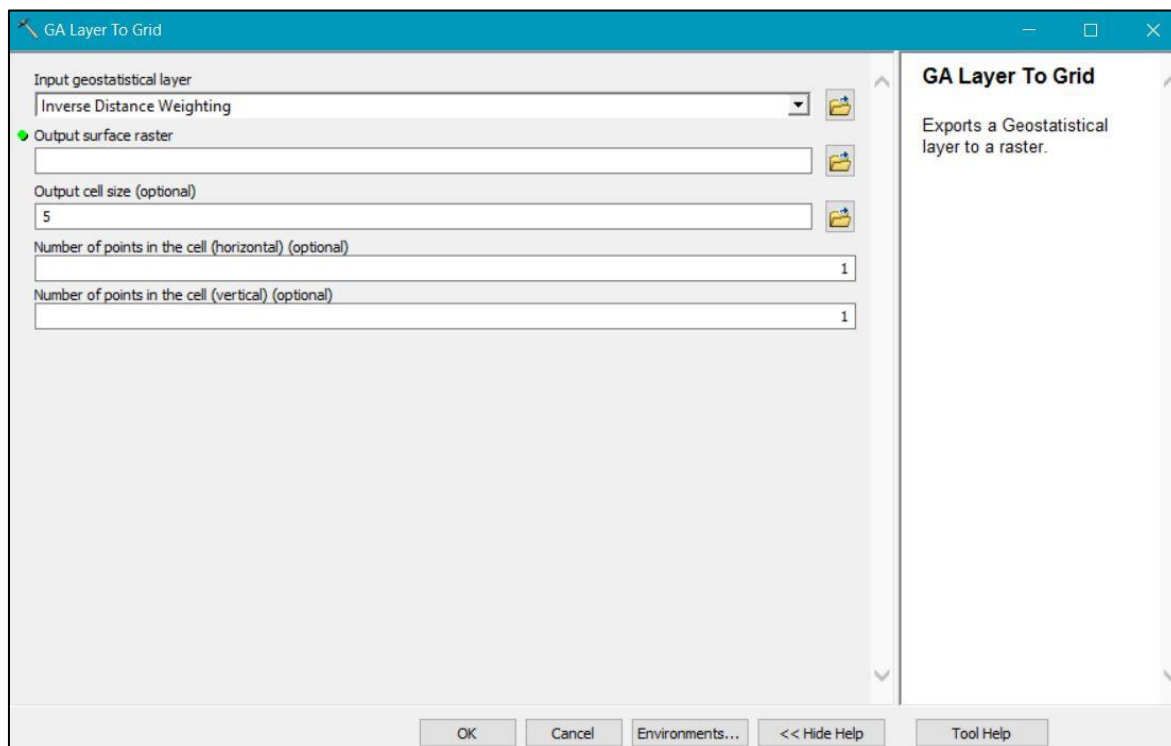 GA Layer To Grid
Input geostatistical layer
Inverse Distance Weighting
Output surface raster
Output cell size (optional)
5
Number of points in the cell (horizontal) (optional)
1
Number of points in the cell (vertical) (optional)
1
GA Layer To Grid
Exports a Geostatistical
layer to a raster.
OK
Cancel
Environments...
<< Hide Help
Tool Help